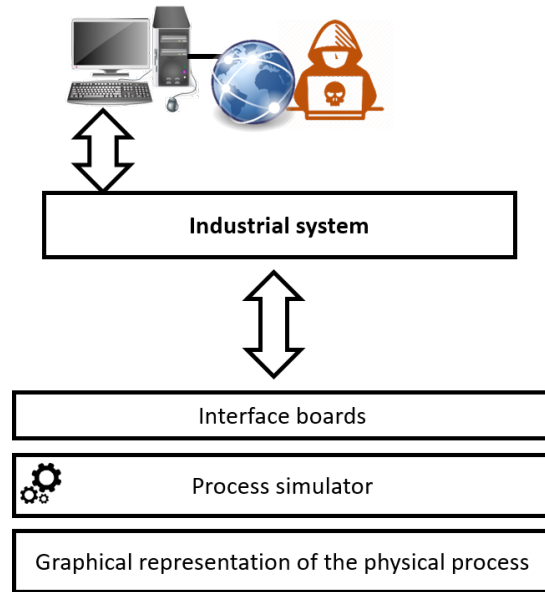 Industrial system
Interface boards
Process simulator
Graphical representation of the physical process